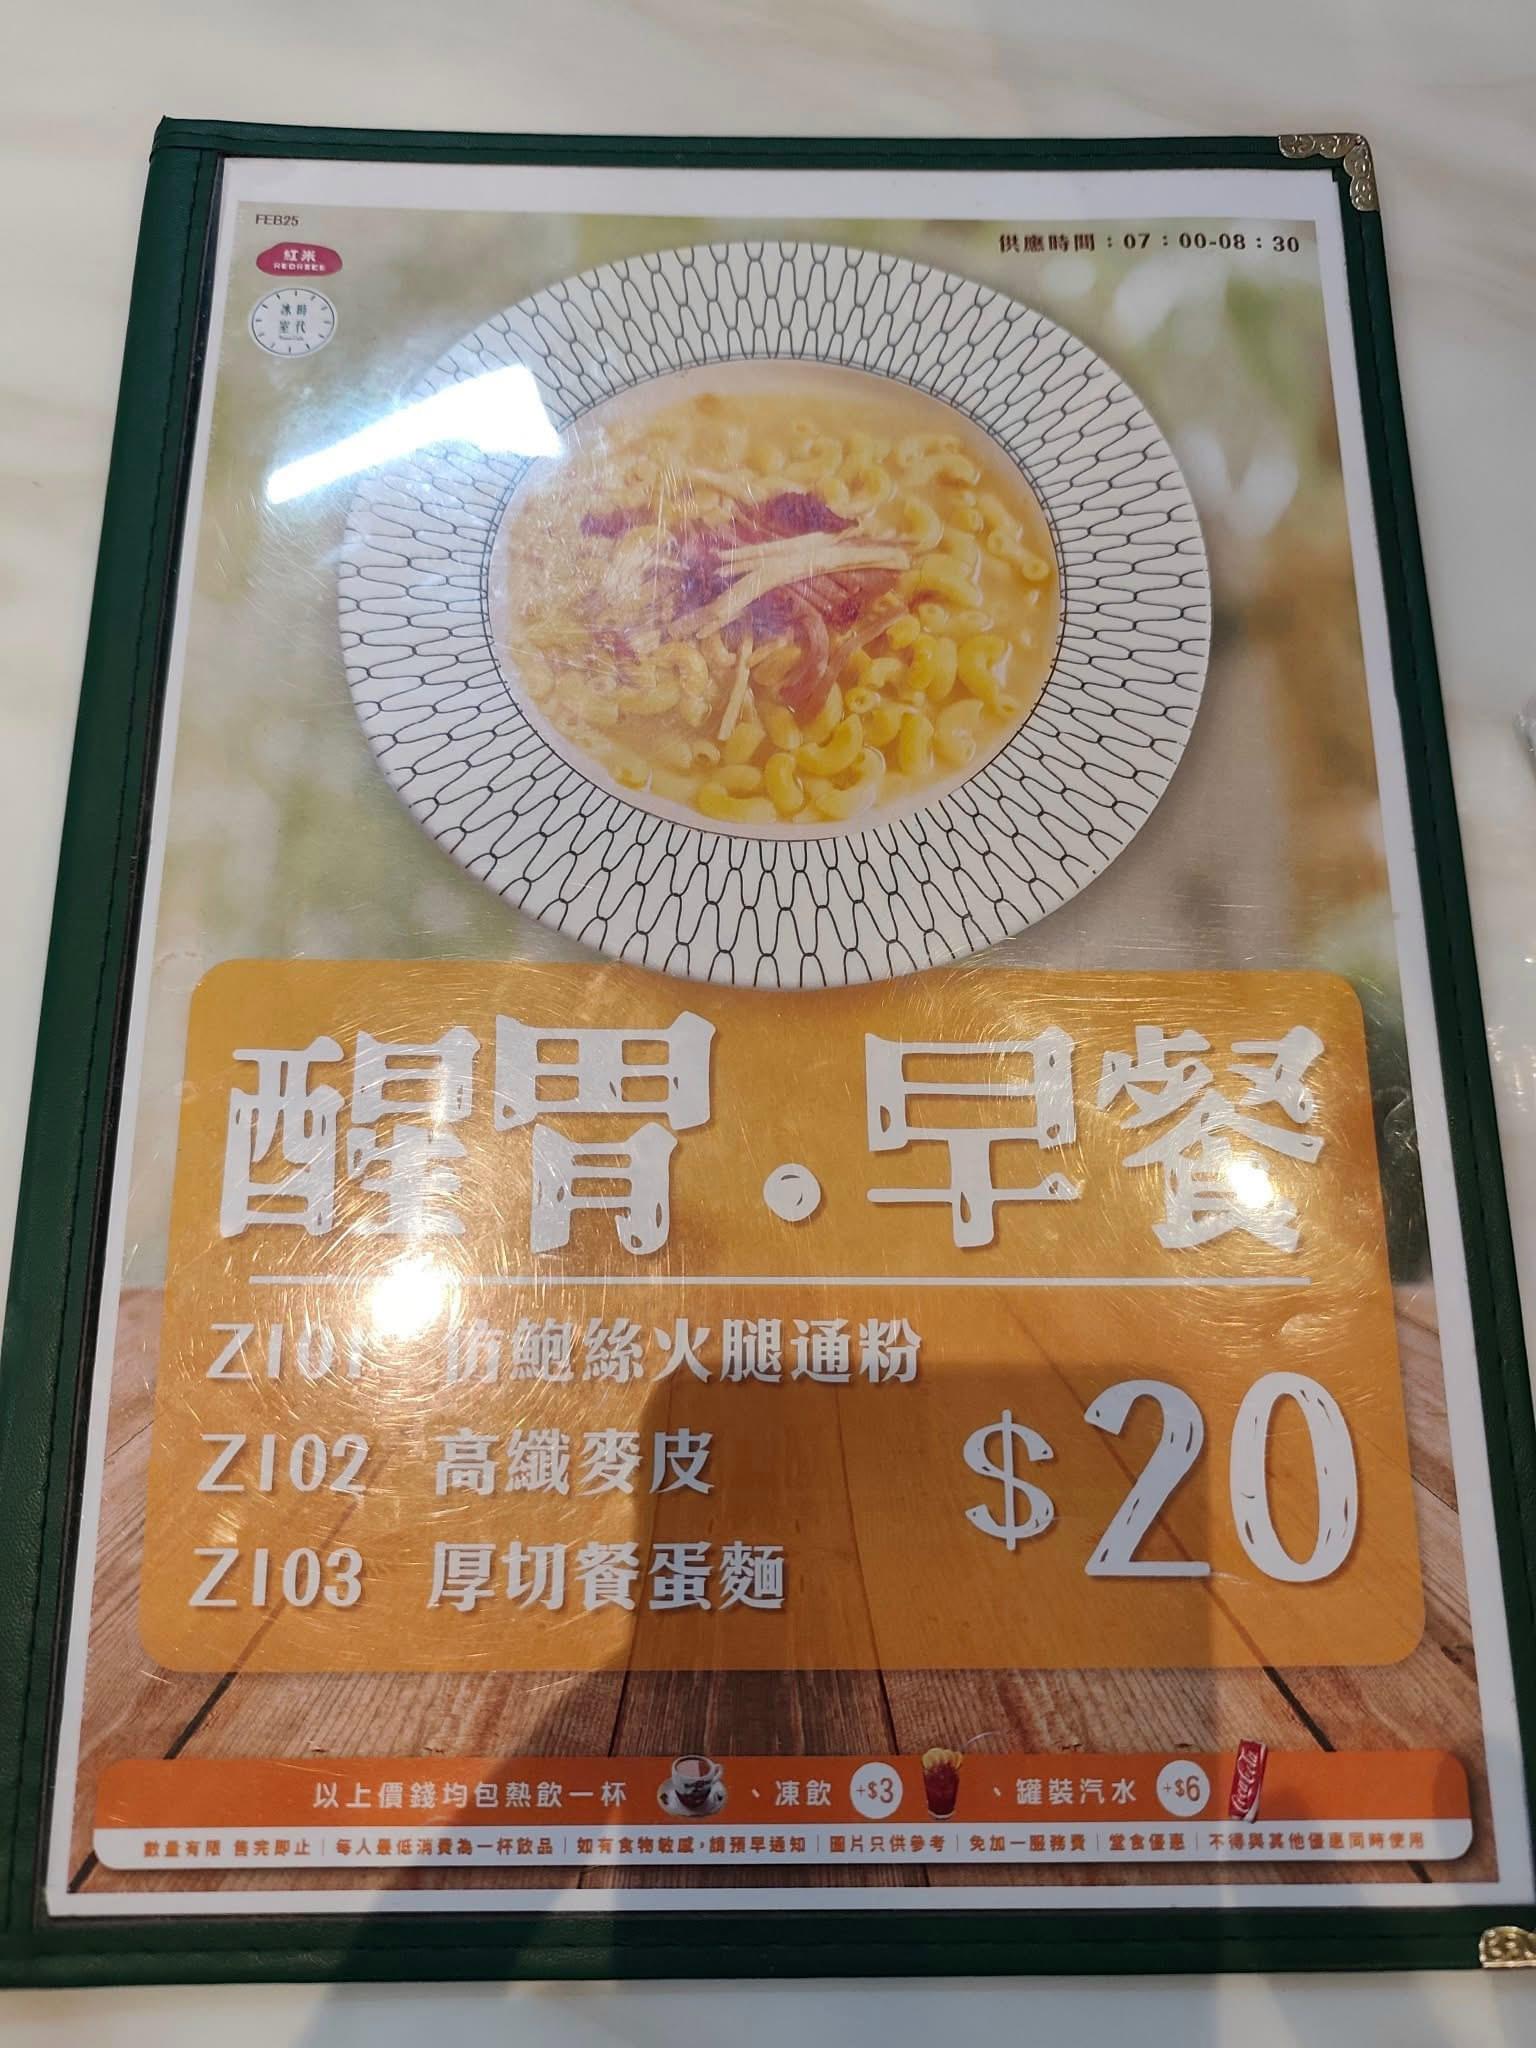 FEB25
供應時間：07：00-08：30
紅米
REDREEE
冰時
室代
醒胃．早餐
Z101 仿鮑絲火腿通粉
Z102 高纖麥皮
Z103 厚切餐蛋麵
$20
以上價錢均包熱飲一杯、凍飲 +$3、罐裝汽水 +$6
Coca-Cola
數量有限 售完即止｜每人最低消費為一杯飲品｜如有食物敏感，請預早通知｜圖片只供參考｜免加一服務費｜堂食優惠｜不得與其他優惠同時使用